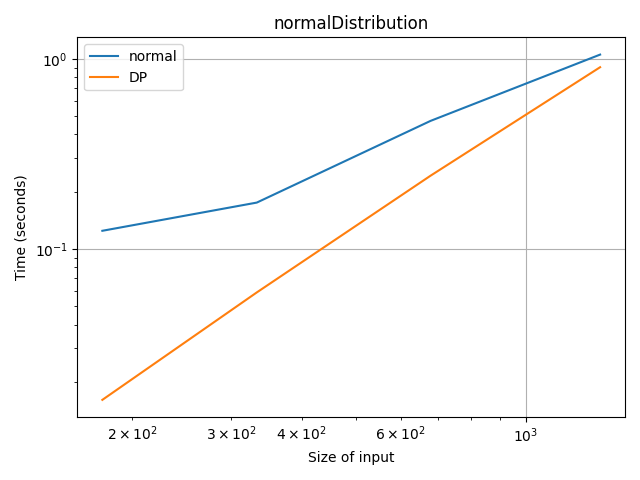 normalDistribution
normal
DP
Time (seconds)
10⁰
10⁻¹
2 × 10²
3 × 10²
4 × 10²
6 × 10²
10³
Size of input